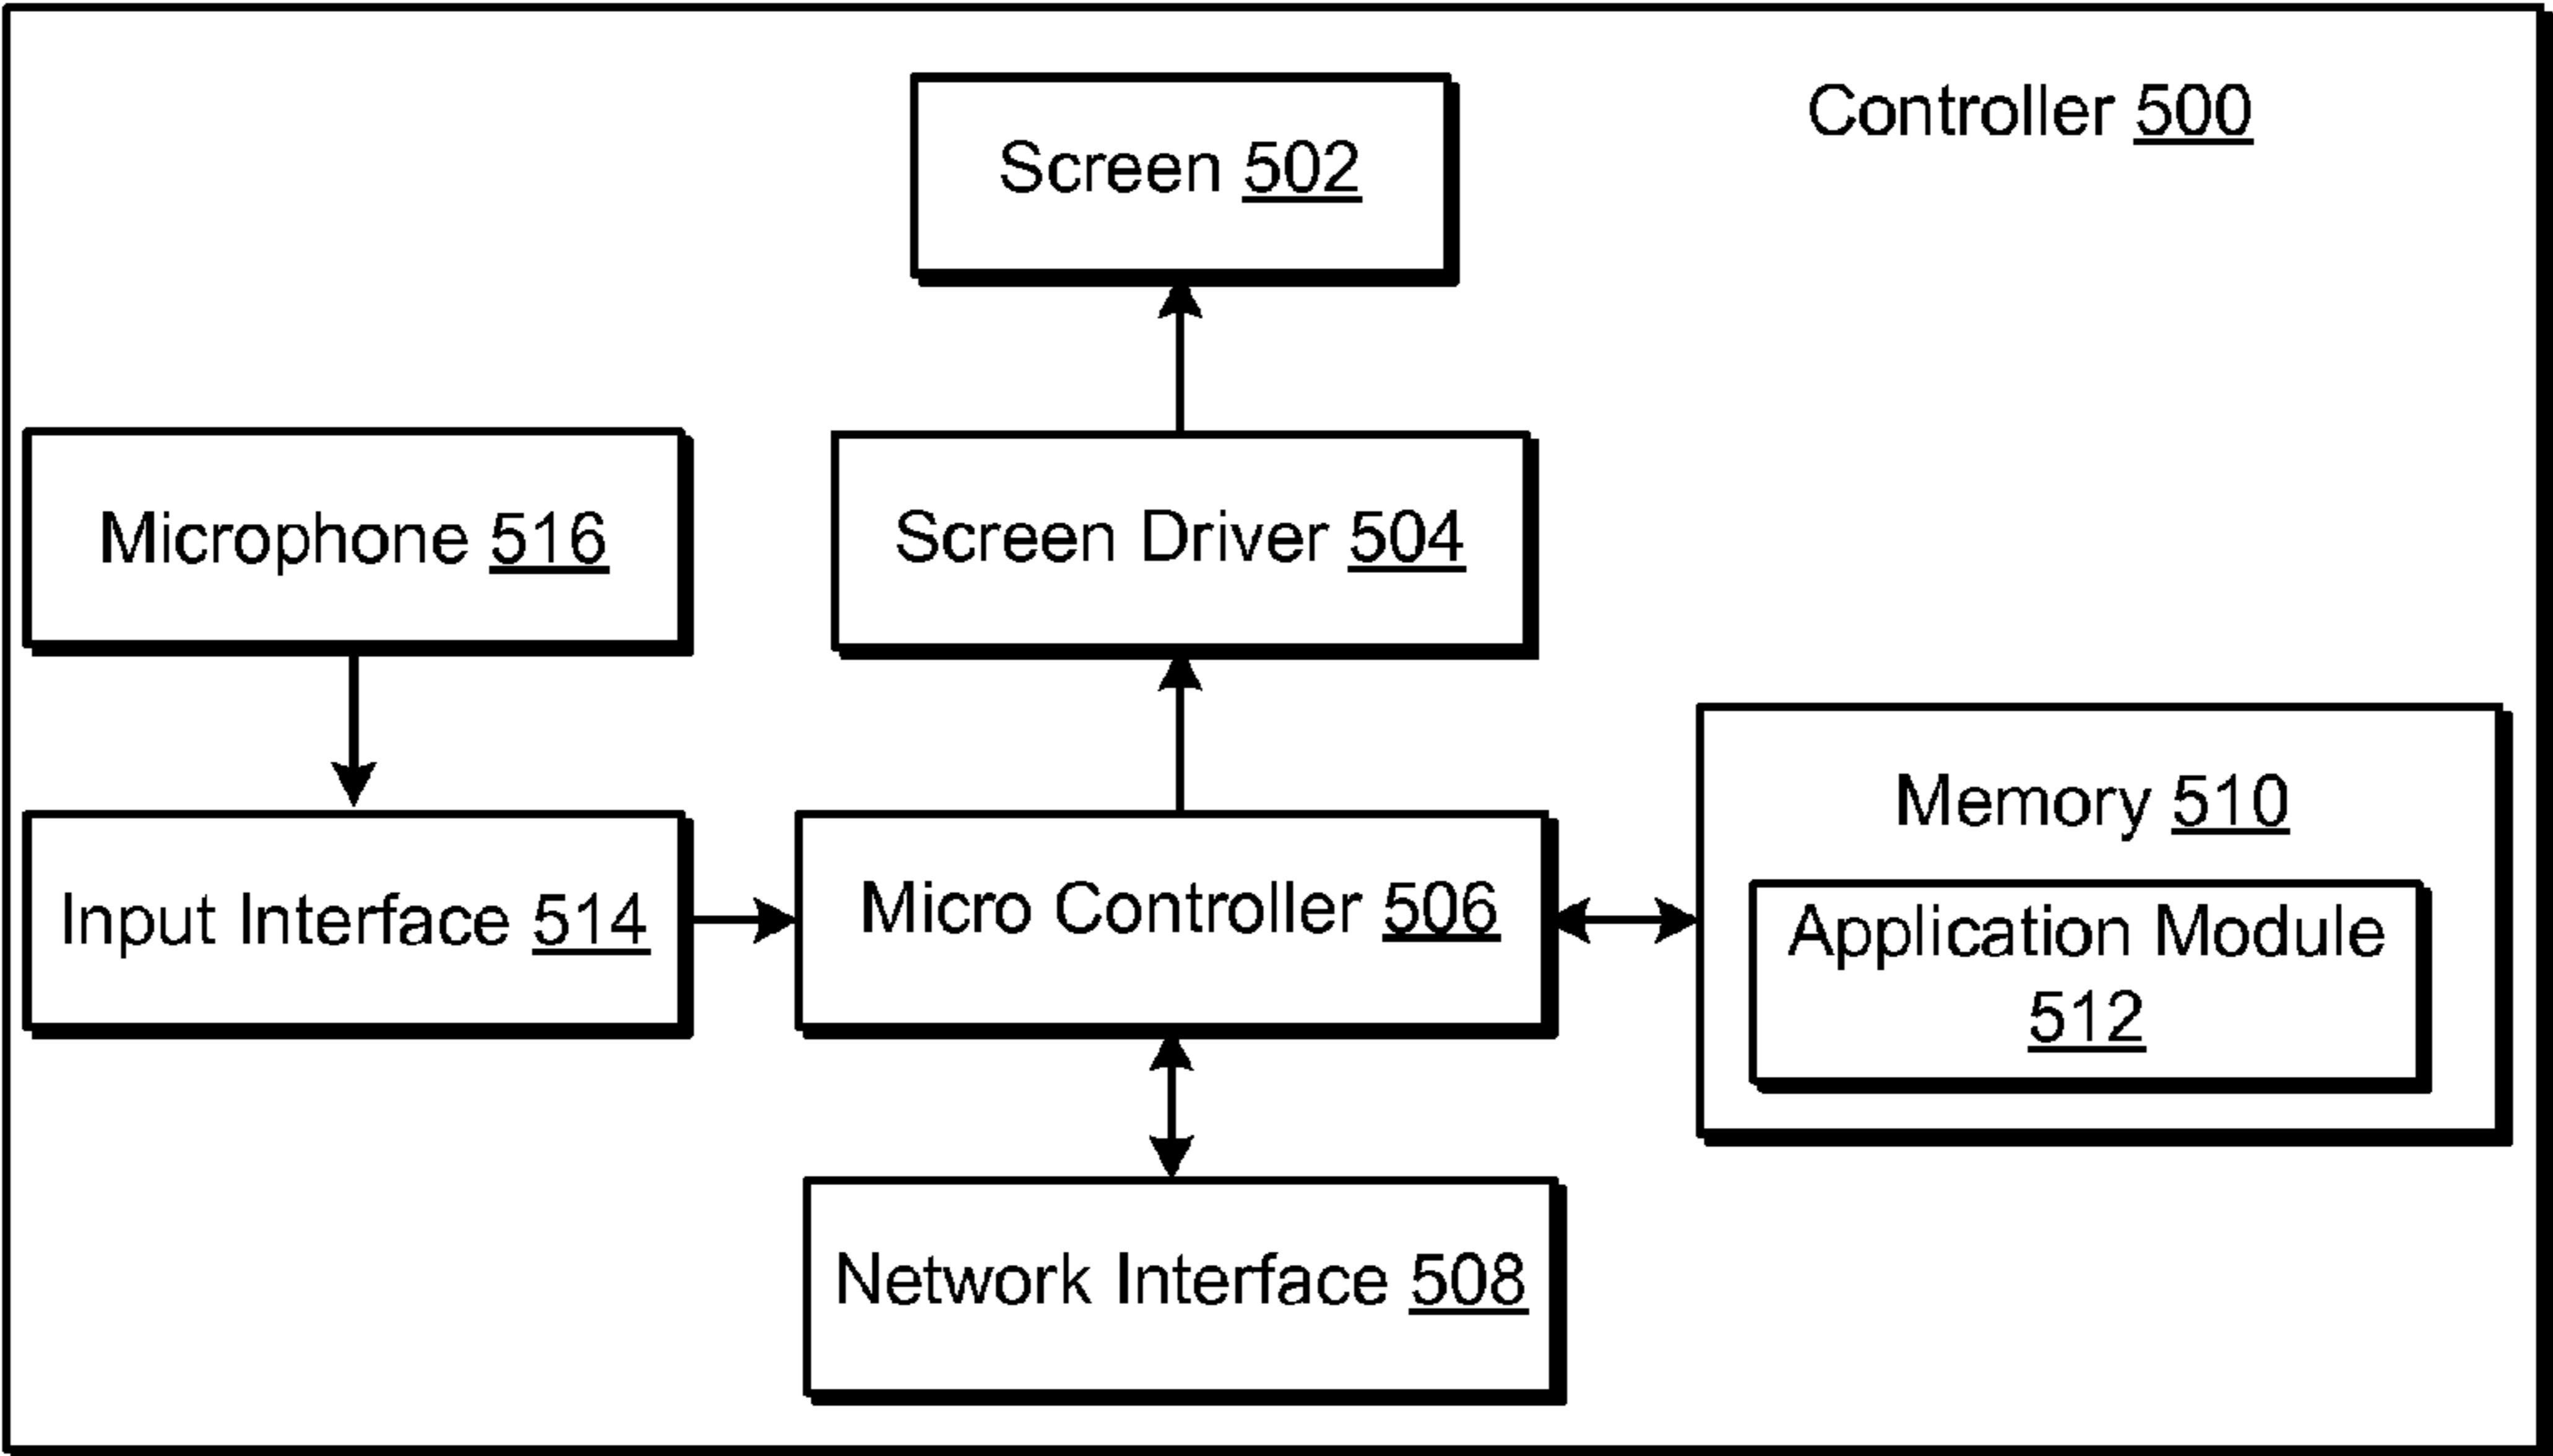 Controller 500
Screen 502
Microphone 516
Screen Driver 504
Memory 510
Input Interface 514
Micro Controller 506
Application Module
512
Network Interface 508